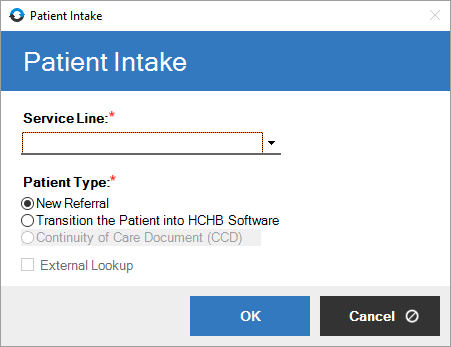 Patient Intake
Patient Intake
Service Line:*
Patient Type:*
New Referral
Transition the Patient into HCHB Software
Continuity of Care Document (CCD)
External Lookup
OK Cancel